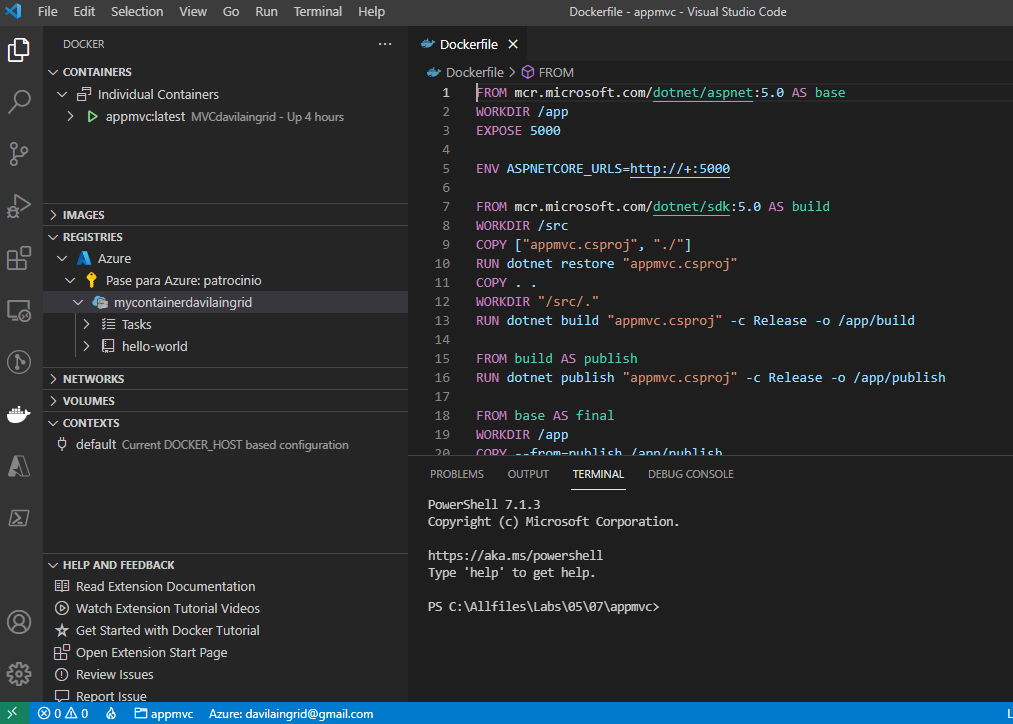 File Edit Selection View Go Run Terminal Help
Dockerfile - appmvc - Visual Studio Code
DOCKER
CONTAINERS
Individual Containers
appmvc:latest MVCdavilaingrid - Up 4 hours
IMAGES
REGISTRIES
Azure
Pase para Azure: patrocinio
mycontainerdavilaingrid
Tasks
hello-world
NETWORKS
VOLUMES
CONTEXTS
default Current DOCKER_HOST based configuration
HELP AND FEEDBACK
Read Extension Documentation
Watch Extension Tutorial Videos
Get Started with Docker Tutorial
Open Extension Start Page
Review Issues
Report Issue
Dockerfile
Dockerfile > FROM
1 FROM mcr.microsoft.com/dotnet/aspnet:5.0 AS base
2 WORKDIR /app
3 EXPOSE 5000
4
5 ENV ASPNETCORE_URLS=http://+:5000
6
7 FROM mcr.microsoft.com/dotnet/sdk:5.0 AS build
8 WORKDIR /src
9 COPY ["appmvc.csproj", "./"]
10 RUN dotnet restore "appmvc.csproj"
11 COPY . .
12 WORKDIR "/src/."
13 RUN dotnet build "appmvc.csproj" -c Release -o /app/build
14
15 FROM build AS publish
16 RUN dotnet publish "appmvc.csproj" -c Release -o /app/publish
17
18 FROM base AS final
19 WORKDIR /app
20 COPY --from=publish /app/publish
PROBLEMS OUTPUT TERMINAL DEBUG CONSOLE
PowerShell 7.1.3
Copyright (c) Microsoft Corporation.
https://aka.ms/powershell
Type 'help' to get help.
PS C:\Allfiles\Labs\05\07\appmvc>
0 0 appmvc Azure: davilaingrid@gmail.com L